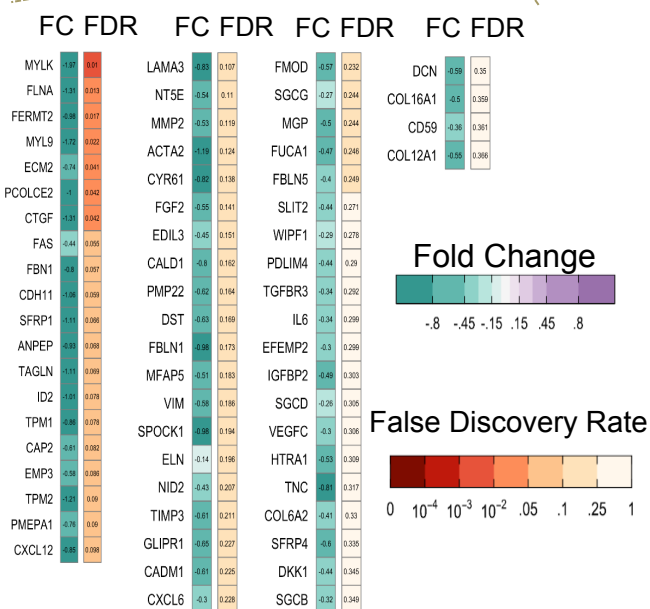 FC FDR FC FDR FC FDR FC FDR
MYLK -1.97 0.01
FLNA -1.31 0.013
FERMT2 -0.98 0.017
MYL9 -1.72 0.022
ECM2 -0.74 0.041
PCOLCE2 -1 0.042
CTGF -1.31 0.042
FAS -0.44 0.055
FBN1 -0.8 0.057
CDH11 -1.06 0.059
SFRP1 -1.11 0.066
ANPEP -0.93 0.068
TAGLN -1.11 0.069
ID2 -1.01 0.078
TPM1 -0.86 0.078
CAP2 -0.61 0.082
EMP3 -0.58 0.086
TPM2 -1.21 0.09
PMEPA1 -0.76 0.09
CXCL12 -0.85 0.098
LAMA3 -0.83 0.107
NT5E -0.54 0.11
MMP2 -0.53 0.119
ACTA2 -1.19 0.124
CYR61 -0.82 0.138
FGF2 -0.55 0.141
EDIL3 -0.45 0.151
CALD1 -0.8 0.162
PMP22 -0.62 0.164
DST -0.63 0.169
FBLN1 -0.98 0.173
MFAP5 -0.51 0.183
VIM -0.58 0.186
SPOCK1 -0.98 0.194
ELN -0.14 0.196
NID2 -0.43 0.207
TIMP3 -0.61 0.211
GLIPR1 -0.65 0.227
CADM1 -0.61 0.225
CXCL6 -0.3 0.228
FMOD -0.57 0.232
SGCG -0.27 0.244
MGP -0.5 0.244
FUCA1 -0.47 0.246
FBLN5 -0.4 0.249
SLIT2 -0.44 0.271
WIPF1 -0.29 0.278
PDLIM4 -0.44 0.29
TGFBR3 -0.34 0.292
IL6 -0.34 0.299
EFEMP2 -0.3 0.299
IGFBP2 -0.49 0.303
SGCD -0.26 0.305
VEGFC -0.3 0.306
HTRA1 -0.53 0.309
TNC -0.81 0.317
COL6A2 -0.41 0.33
SFRP4 -0.6 0.335
DKK1 -0.44 0.345
SGCB -0.32 0.349
DCN -0.59 0.35
COL16A1 -0.5 0.359
CD59 -0.36 0.361
COL12A1 -0.55 0.366
Fold Change
-.8 -.45 -.15 .15 .45 .8
False Discovery Rate
0 10⁻⁴ 10⁻³ 10⁻² .05 .1 .25 1